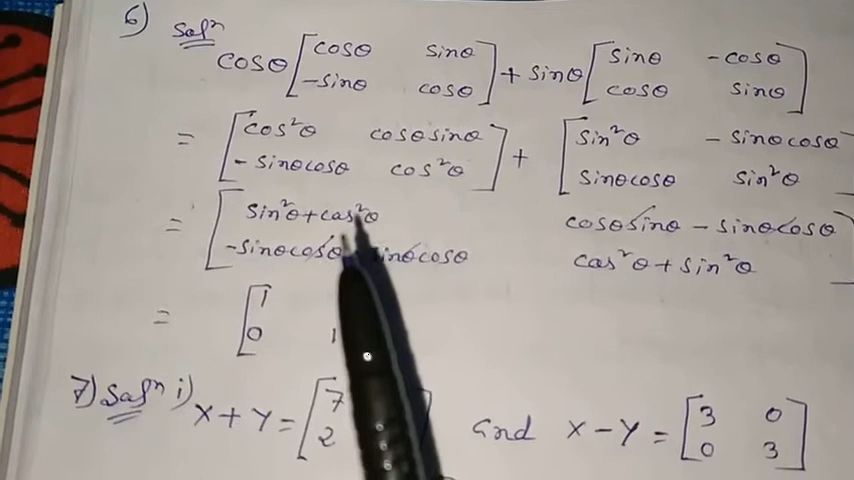 6) Solⁿ
cosθ [cosθ sinθ -sinθ cosθ] + sinθ [sinθ -cosθ cosθ sinθ]
= [cos²θ cosθsinθ -sinθcosθ cos²θ] + [sin²θ -sinθcosθ sinθcosθ sin²θ]
= [sin²θ+cos²θ cosθsinθ - sinθcosθ
-sinθcosθ sinθcosθ cos²θ+sin²θ]
= [1
0 1
7) Solⁿ i) X+Y = [7 2 ] and X-Y = [3 0 0 3]